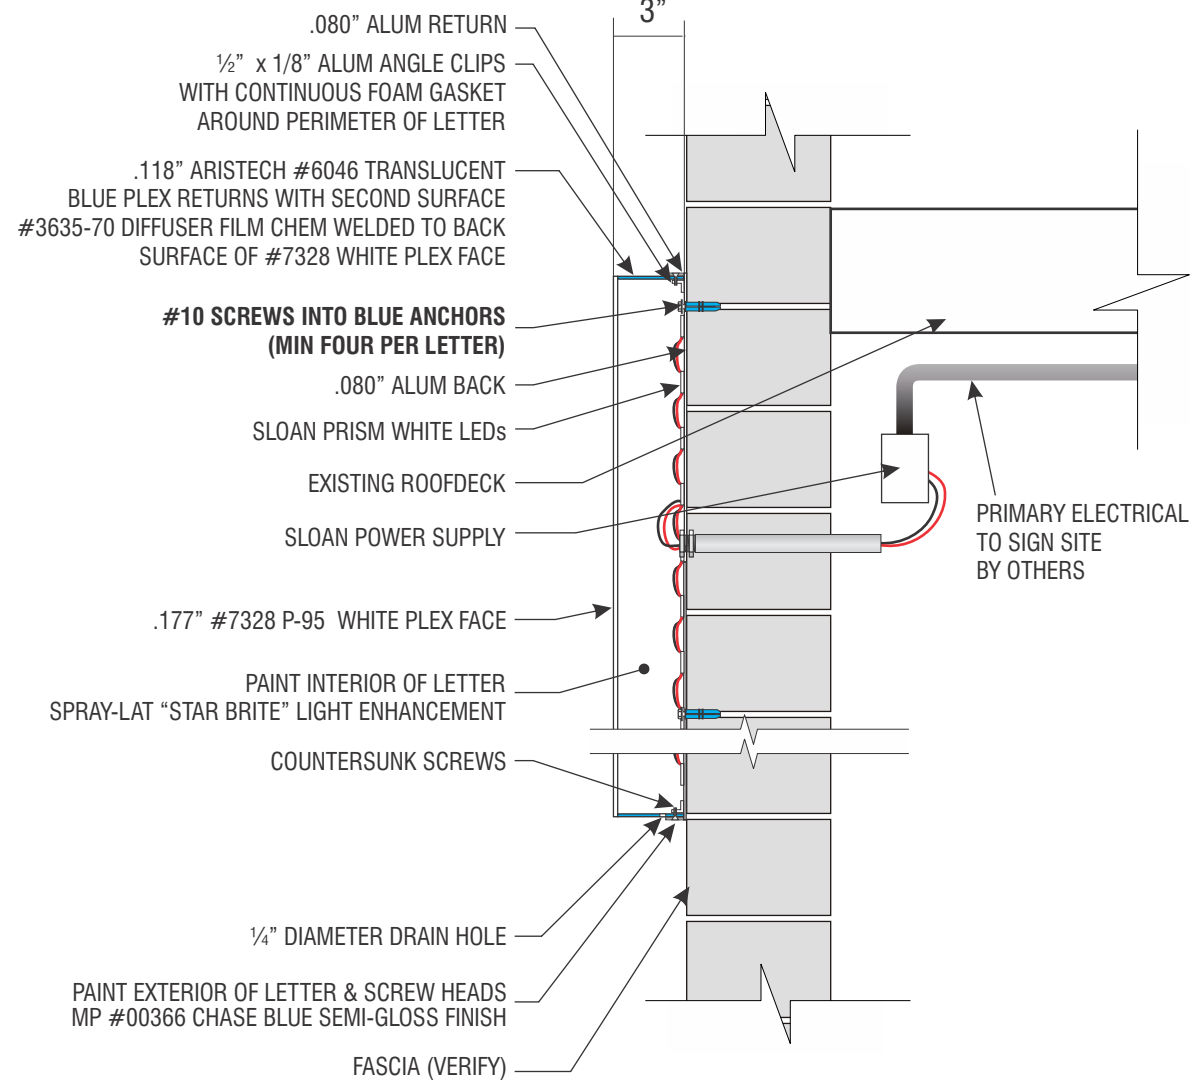 3”
.080” ALUM RETURN
½” x 1/8” ALUM ANGLE CLIPS
WITH CONTINUOUS FOAM GASKET
AROUND PERIMETER OF LETTER
.118” ARISTECH #6046 TRANSLUCENT
BLUE PLEX RETURNS WITH SECOND SURFACE
#3635-70 DIFFUSER FILM CHEM WELDED TO BACK
SURFACE OF #7328 WHITE PLEX FACE
#10 SCREWS INTO BLUE ANCHORS
(MIN FOUR PER LETTER)
.080” ALUM BACK
SLOAN PRISM WHITE LEDs
EXISTING ROOFDECK
SLOAN POWER SUPPLY
PRIMARY ELECTRICAL
TO SIGN SITE
BY OTHERS
.177” #7328 P-95 WHITE PLEX FACE
PAINT INTERIOR OF LETTER
SPRAY-LAT “STAR BRITE” LIGHT ENHANCEMENT
COUNTERSUNK SCREWS
¼” DIAMETER DRAIN HOLE
PAINT EXTERIOR OF LETTER & SCREW HEADS
MP #00366 CHASE BLUE SEMI-GLOSS FINISH
FASCIA (VERIFY)